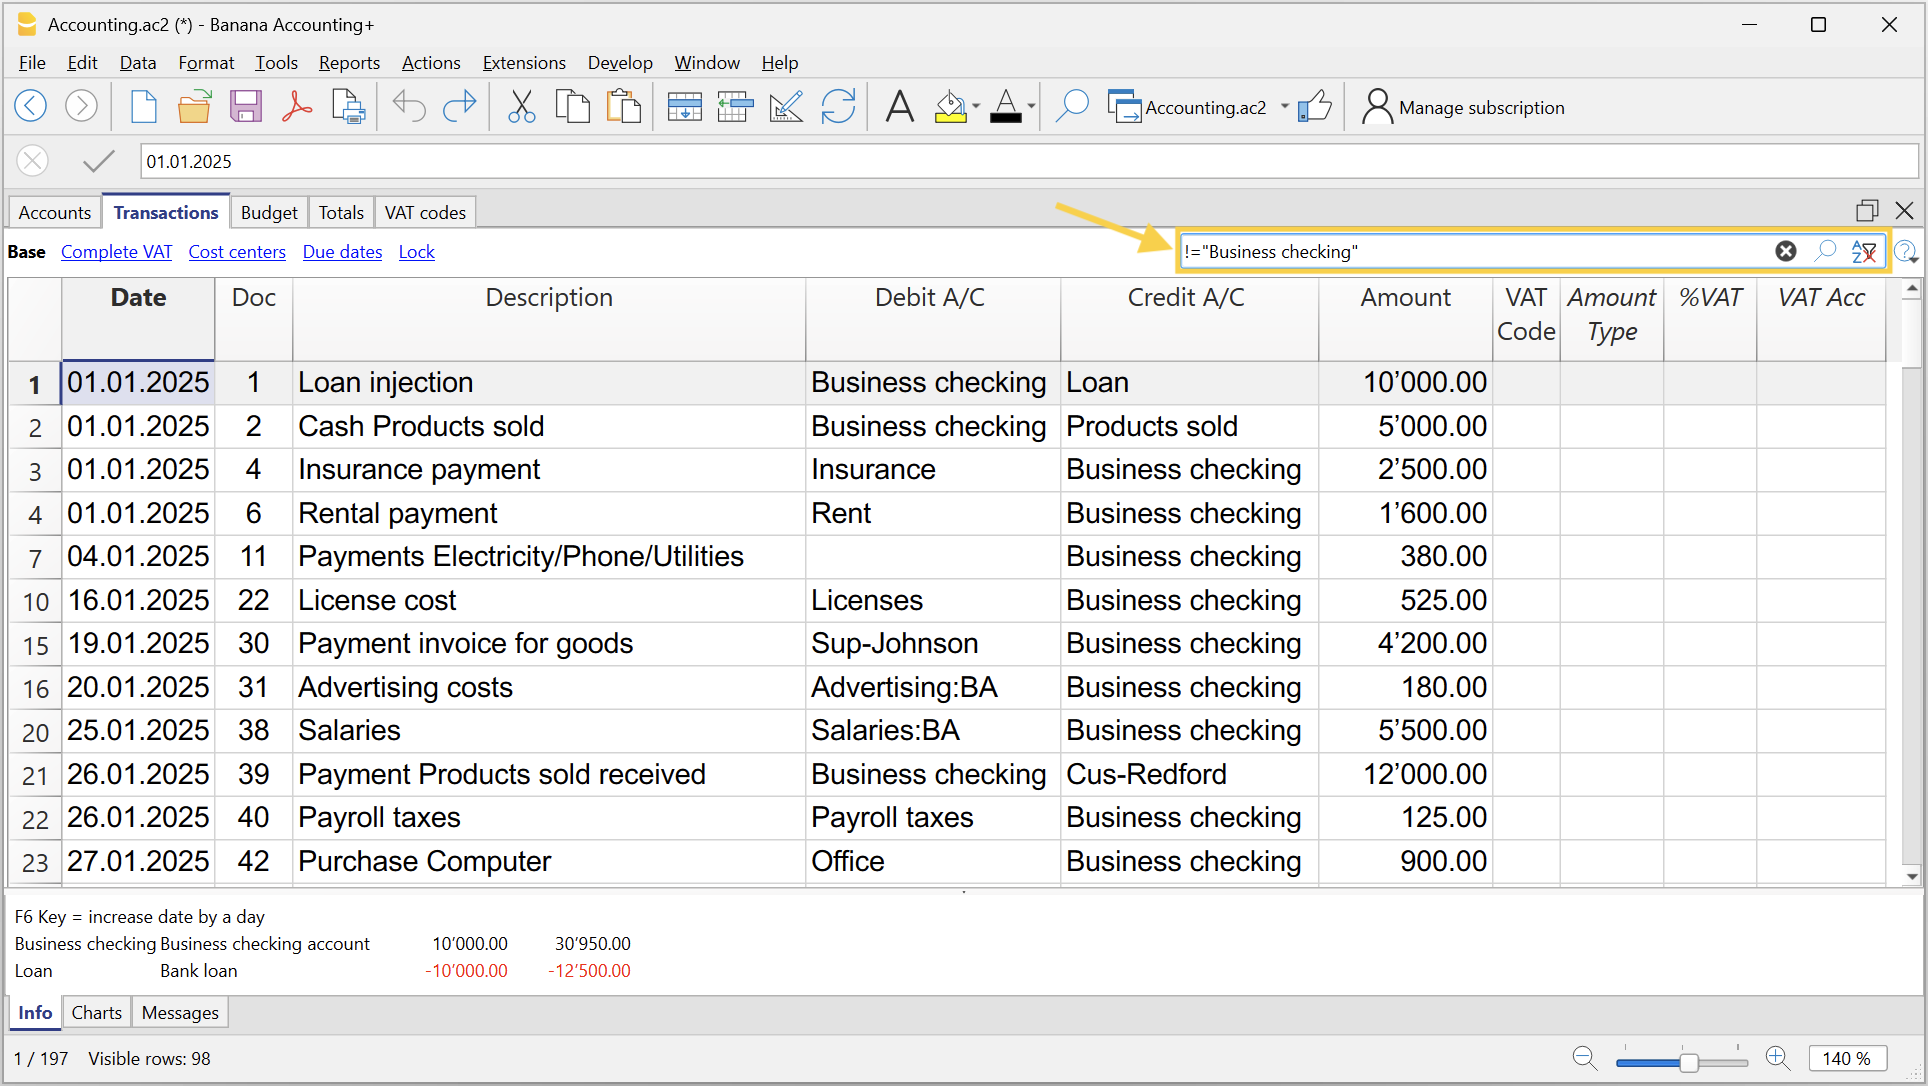 Accounting.ac2 (*) - Banana Accounting+
File Edit Data Format Tools Reports Actions Extensions Develop Window Help
Accounting.ac2 Manage subscription
01.01.2025
Accounts Transactions Budget Totals VAT codes
Base Complete VAT Cost centers Due dates Lock !="Business checking"
Date Doc Description Debit A/C Credit A/C Amount VAT Code Amount Type %VAT VAT Acc
1 01.01.2025 1 Loan injection Business checking Loan 10’000.00
2 01.01.2025 2 Cash Products sold Business checking Products sold 5’000.00
3 01.01.2025 4 Insurance payment Insurance Business checking 2’500.00
4 01.01.2025 6 Rental payment Rent Business checking 1’600.00
7 04.01.2025 11 Payments Electricity/Phone/Utilities Business checking 380.00
10 16.01.2025 22 License cost Licenses Business checking 525.00
15 19.01.2025 30 Payment invoice for goods Sup-Johnson Business checking 4’200.00
16 20.01.2025 31 Advertising costs Advertising:BA Business checking 180.00
20 25.01.2025 38 Salaries Salaries:BA Business checking 5’500.00
21 26.01.2025 39 Payment Products sold received Business checking Cus-Redford 12’000.00
22 26.01.2025 40 Payroll taxes Payroll taxes Business checking 125.00
23 27.01.2025 42 Purchase Computer Office Business checking 900.00
F6 Key = increase date by a day
Business checking Business checking account 10’000.00 30’950.00
Loan Bank loan -10’000.00 -12’500.00
Info Charts Messages
1 / 197 Visible rows: 98 140 %